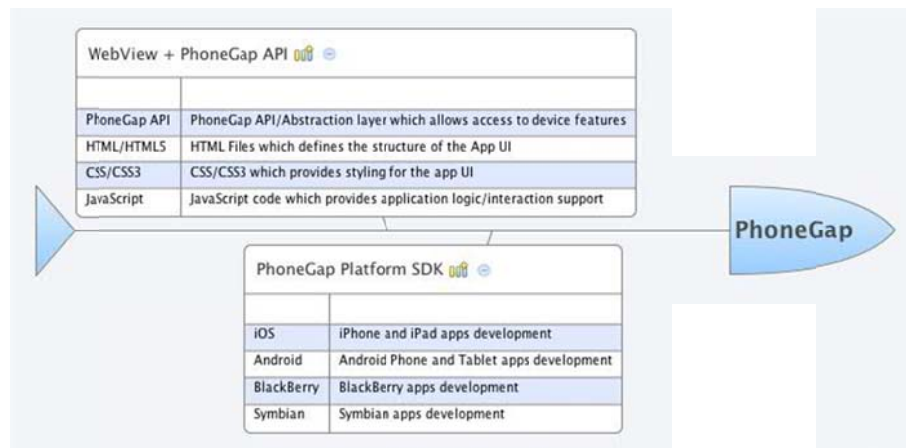 WebView + PhoneGap API
PhoneGap API PhoneGap API/Abstraction layer which allows access to device features
HTML/HTML5 HTML Files which defines the structure of the App UI
CSS/CSS3 CSS/CSS3 which provides styling for the app UI
JavaScript JavaScript code which provides application logic/interaction support
PhoneGap
PhoneGap Platform SDK
iOS iPhone and iPad apps development
Android Android Phone and Tablet apps development
BlackBerry BlackBerry apps development
Symbian Symbian apps development